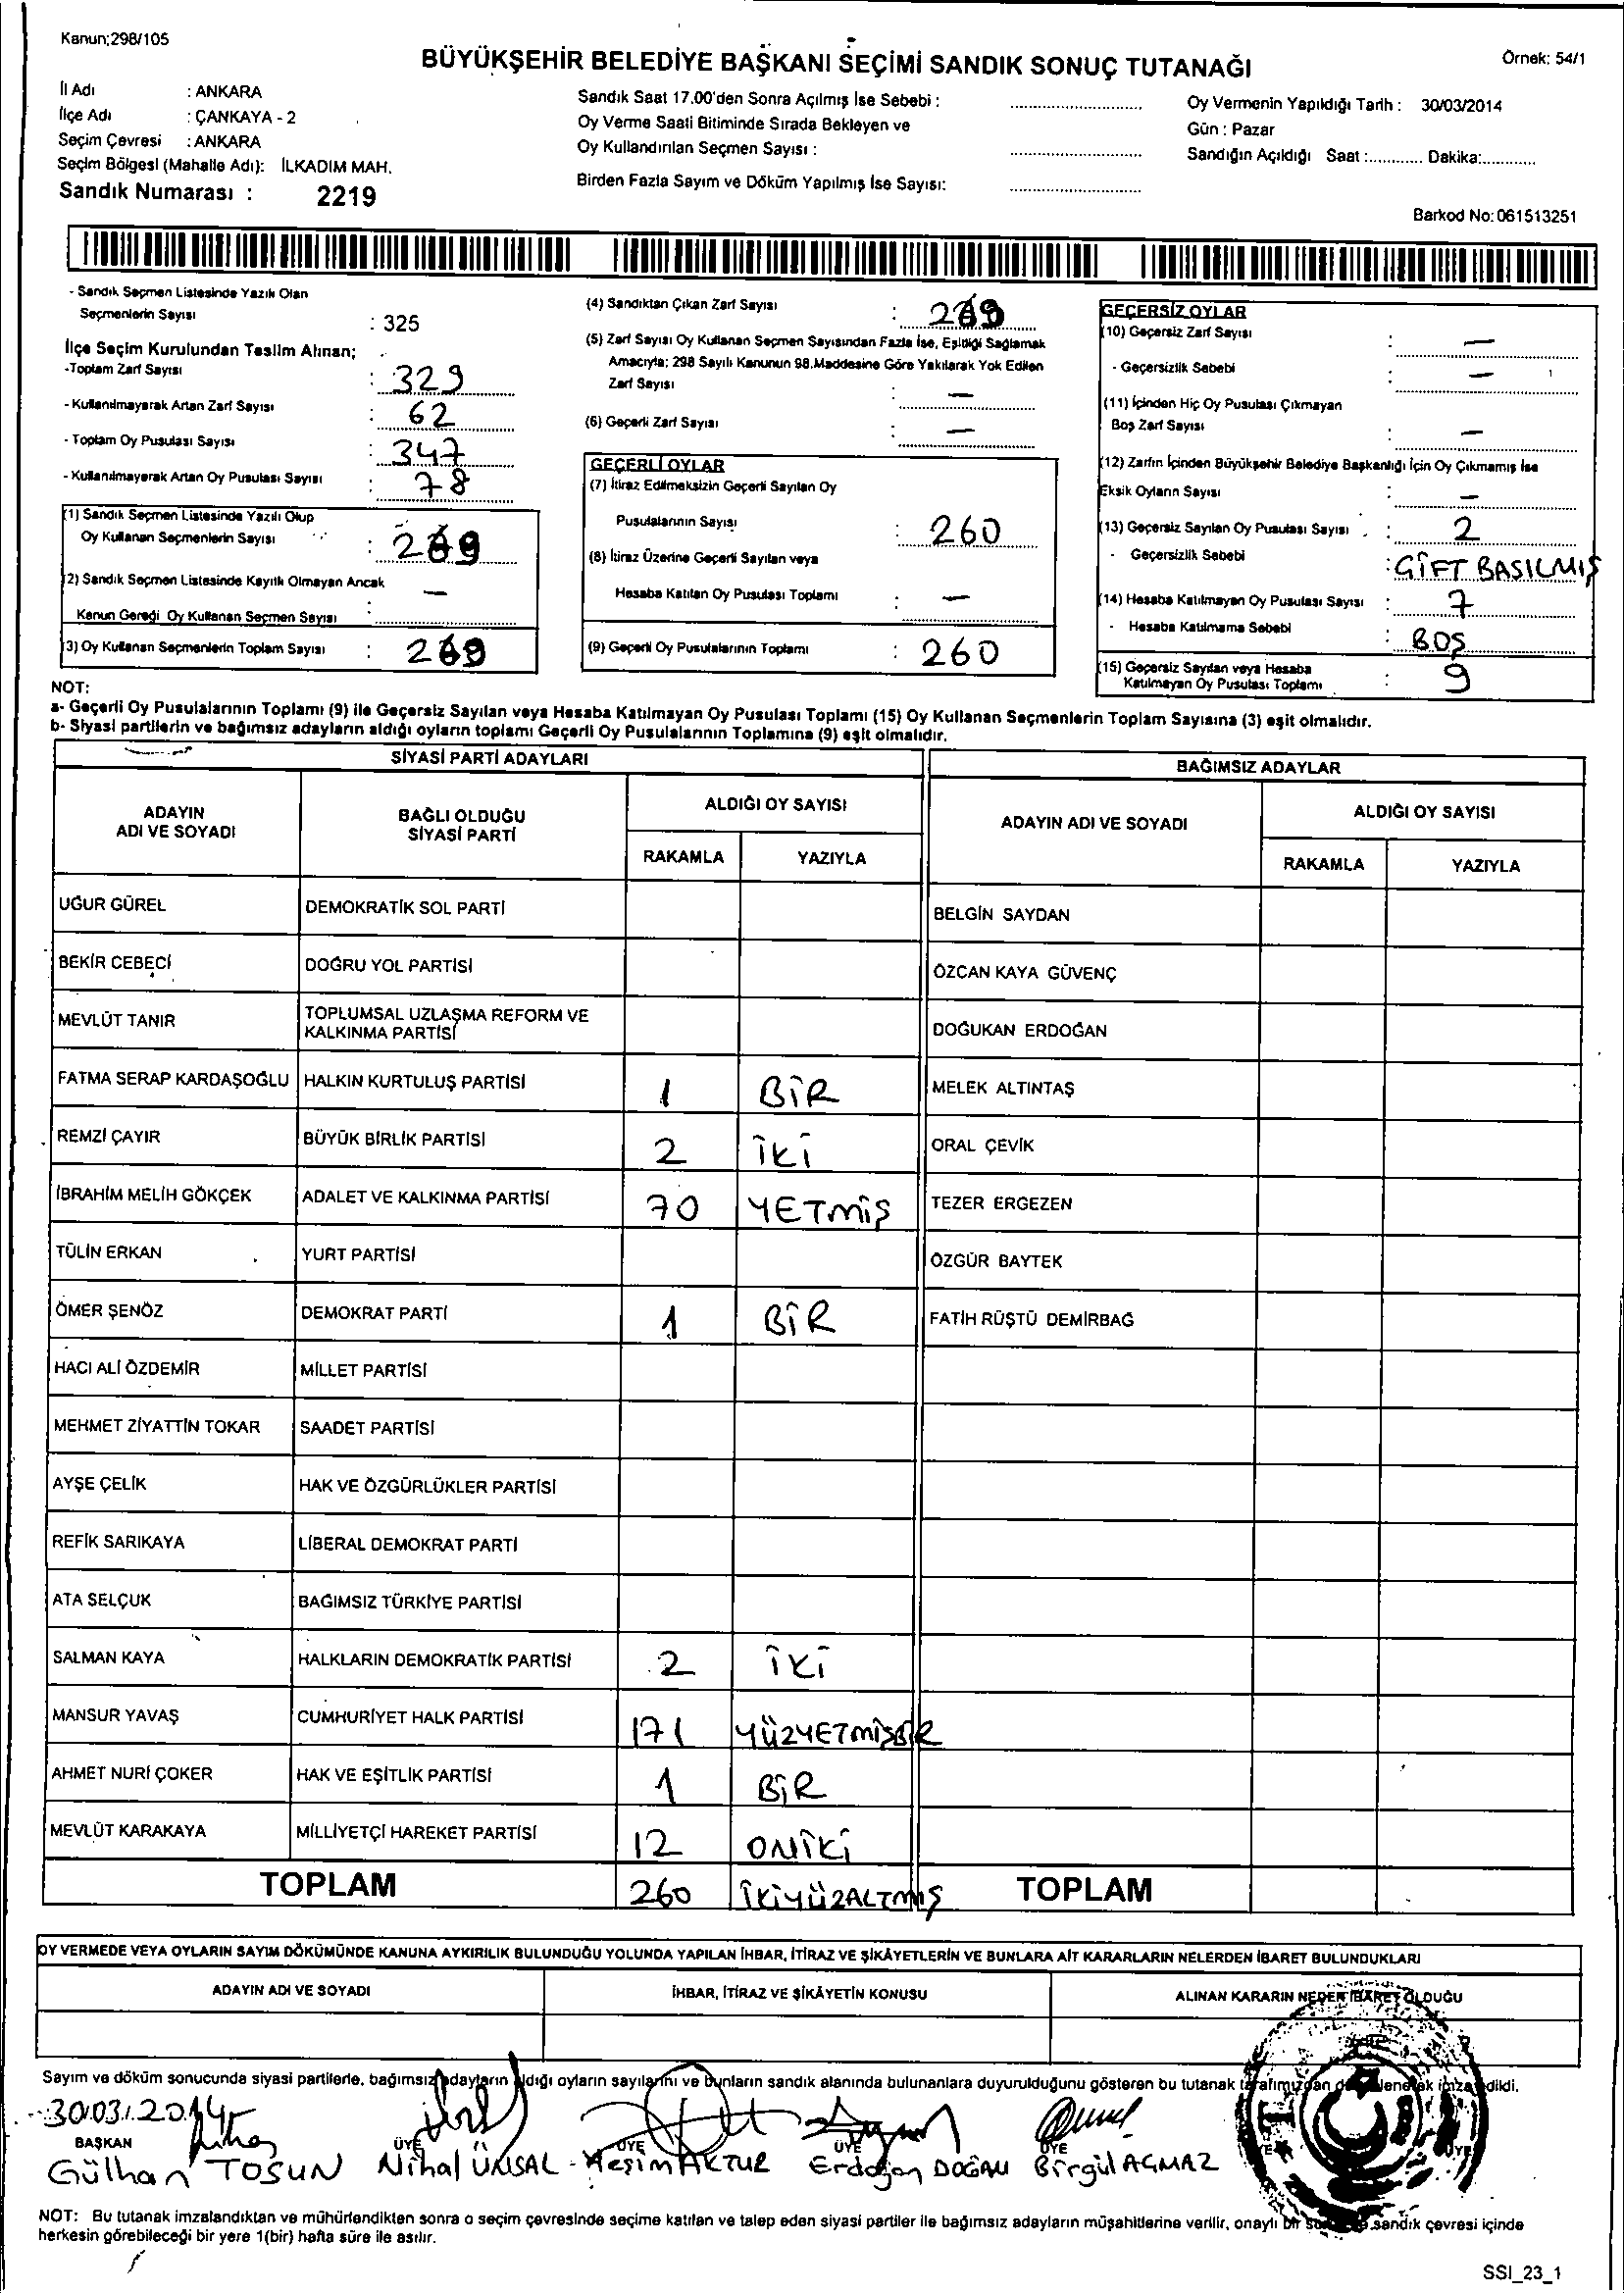 Kanun;298/105
BÜYÜKŞEHİR BELEDİYE BAŞKANI SEÇİMİ SANDIK SONUÇ TUTANAĞI
Örnek: 54/1
İl Adı : ANKARA
İlçe Adı : ÇANKAYA - 2
Seçim Çevresi : ANKARA
Seçim Bölgesi (Mahalle Adı): İLKADIM MAH.
Sandık Numarası : 2219
Sandık Saat 17.00'den Sonra Açılmış İse Sebebi : ............
Oy Verme Saati Bitiminde Sırada Bekleyen ve
Oy Kullandırılan Seçmen Sayısı : ............
Birden Fazla Sayım ve Döküm Yapılmış İse Sayısı: ............
Oy Vermenin Yapıldığı Tarih : 30/03/2014
Gün : Pazar
Sandığın Açıldığı Saat :............ Dakika:............
Barkod No: 061513251
- Sandık Seçmen Listesinde Yazılı Olan
Seçmenlerin Sayısı : 325
İlçe Seçim Kurulundan Teslim Alınan;
-Toplam Zarf Sayısı : 329
- Kullanılmayarak Artan Zarf Sayısı : 62
- Toplam Oy Pusulası Sayısı : 347
- Kullanılmayarak Artan Oy Pusulası Sayısı : 78
(1) Sandık Seçmen Listesinde Yazılı Olup
Oy Kullanan Seçmenlerin Sayısı : 269
(2) Sandık Seçmen Listesinde Kayıtlı Olmayan Ancak
Kanun Gereği Oy Kullanan Seçmen Sayısı : —
(3) Oy Kullanan Seçmenlerin Toplam Sayısı : 269
(4) Sandıktan Çıkan Zarf Sayısı : 269
(5) Zarf Sayısı Oy Kullanan Seçmen Sayısından Fazla İse, Eşitliği Sağlamak
Amacıyla; 298 Sayılı Kanunun 98.Maddesine Göre Yakılarak Yok Edilen
Zarf Sayısı : —
(6) Geçerli Zarf Sayısı : —
GEÇERLİ OYLAR
(7) İtiraz Edilmeksizin Geçerli Sayılan Oy
Pusulalarının Sayısı : 260
(8) İtiraz Üzerine Geçerli Sayılan veya
Hesaba Katılan Oy Pusulası Toplamı : —
(9) Geçerli Oy Pusulalarının Toplamı : 260
GEÇERSİZ OYLAR
(10) Geçersiz Zarf Sayısı : —
- Geçersizlik Sebebi : —
(11) İçinden Hiç Oy Pusulası Çıkmayan
Boş Zarf Sayısı : —
(12) Zarfın İçinden Büyükşehir Belediye Başkanlığı İçin Oy Çıkmamış İse
Eksik Oyların Sayısı : —
(13) Geçersiz Sayılan Oy Pusulası Sayısı : 2
- Geçersizlik Sebebi : ÇİFT BASILMIŞ
(14) Hesaba Katılmayan Oy Pusulası Sayısı : 7
- Hesaba Katılmama Sebebi : BOŞ
(15) Geçersiz Sayılan veya Hesaba
Katılmayan Oy Pusulası Toplamı : 9
NOT:
a- Geçerli Oy Pusulalarının Toplamı (9) ile Geçersiz Sayılan veya Hesaba Katılmayan Oy Pusulası Toplamı (15) Oy Kullanan Seçmenlerin Toplam Sayısına (3) eşit olmalıdır.
b- Siyasi partilerin ve bağımsız adayların aldığı oyların toplamı Geçerli Oy Pusulalarının Toplamına (9) eşit olmalıdır.
SİYASİ PARTİ ADAYLARI
BAĞIMSIZ ADAYLAR
ADAYIN ADI VE SOYADI
BAĞLI OLDUĞU SİYASİ PARTİ
ALDIĞI OY SAYISI
RAKAMLA YAZIYLA
ADAYIN ADI VE SOYADI
ALDIĞI OY SAYISI
RAKAMLA YAZIYLA
UĞUR GÜREL DEMOKRATİK SOL PARTİ BELGİN SAYDAN
BEKİR CEBECİ DOĞRU YOL PARTİSİ ÖZCAN KAYA GÜVENÇ
MEVLÜT TANIR TOPLUMSAL UZLAŞMA REFORM VE KALKINMA PARTİSİ DOĞUKAN ERDOĞAN
FATMA SERAP KARDAŞOĞLU HALKIN KURTULUŞ PARTİSİ 1 BİR MELEK ALTINTAŞ
REMZİ ÇAYIR BÜYÜK BİRLİK PARTİSİ 2 İKİ ORAL ÇEVİK
İBRAHİM MELİH GÖKÇEK ADALET VE KALKINMA PARTİSİ 70 YETMİŞ TEZER ERGEZEN
TÜLİN ERKAN YURT PARTİSİ ÖZGÜR BAYTEK
ÖMER ŞENÖZ DEMOKRAT PARTİ 1 BİR FATİH RÜŞTÜ DEMİRBAĞ
HACI ALİ ÖZDEMİR MİLLET PARTİSİ
MEHMET ZİYATTİN TOKAR SAADET PARTİSİ
AYŞE ÇELİK HAK VE ÖZGÜRLÜKLER PARTİSİ
REFİK SARIKAYA LİBERAL DEMOKRAT PARTİ
ATA SELÇUK BAĞIMSIZ TÜRKİYE PARTİSİ
SALMAN KAYA HALKLARIN DEMOKRATİK PARTİSİ 2 İKİ
MANSUR YAVAŞ CUMHURİYET HALK PARTİSİ 171 YÜZYETMİŞBİR
AHMET NURİ ÇOKER HAK VE EŞİTLİK PARTİSİ 1 BİR
MEVLÜT KARAKAYA MİLLİYETÇİ HAREKET PARTİSİ 12 ONİKİ
TOPLAM 260 İKİYÜZALTMIŞ TOPLAM
OY VERMEDE VEYA OYLARIN SAYIM DÖKÜMÜNDE KANUNA AYKIRILIK BULUNDUĞU YOLUNDA YAPILAN İHBAR, İTİRAZ VE ŞİKÂYETLERİN VE BUNLARA AİT KARARLARIN NELERDEN İBARET BULUNDUKLARI
ADAYIN ADI VE SOYADI İHBAR, İTİRAZ VE ŞİKÂYETİN KONUSU ALINAN KARARIN NEDEN İBARET OLDUĞU
Sayım ve döküm sonucunda siyasi partilerle, bağımsız adayların aldığı oyların sayılarını ve bunların sandık alanında bulunanlara duyurulduğunu gösteren bu tutanak tarafımızdan düzenlenerek imza edildi.
30.03.2014
BAŞKAN ÜYE ÜYE ÜYE ÜYE ÜYE ÜYE
Gülhan TOSUN Nihal ÜNSAL Nesim AKTUR Erdoğan DOĞAN Birgül AÇMAZ
NOT: Bu tutanak imzalandıktan ve mühürlendikten sonra o seçim çevresinde seçime katılan ve talep eden siyasi partiler ile bağımsız adayların müşahitlerine verilir, onaylı bir sandık çevresi içinde
herkesin görebileceği bir yere 1(bir) hafta süre ile asılır.
SSI_23_1